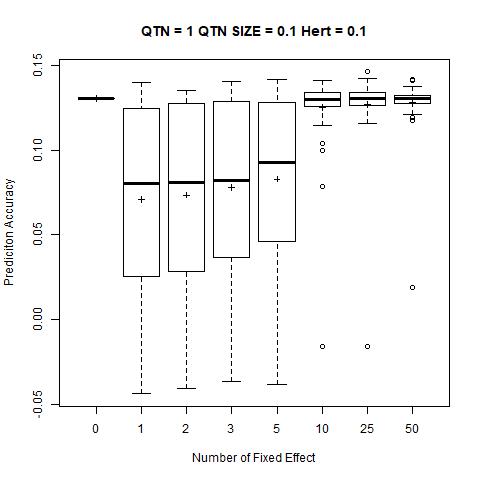 QTN = 1 QTN SIZE = 0.1 Hert = 0.1
0.15
0.10
0.05
0.00
-0.05
Prediciton Accuracy
0 1 2 3 5 10 25 50
Number of Fixed Effect